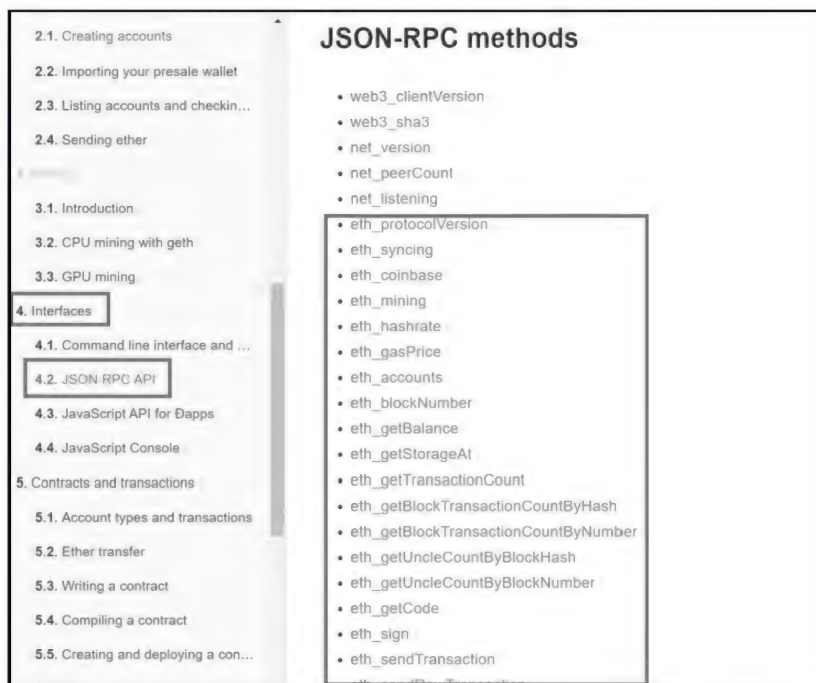 2.1. Creating accounts
2.2. Importing your presale wallet
2.3. Listing accounts and checkin...
2.4. Sending ether
3.1. Introduction
3.2. CPU mining with geth
3.3. GPU mining
4. Interfaces
4.1. Command line interface and ...
4.2. JSON RPC API
4.3. JavaScript API for Ðapps
4.4. JavaScript Console
5. Contracts and transactions
5.1. Account types and transactions
5.2. Ether transfer
5.3. Writing a contract
5.4. Compiling a contract
5.5. Creating and deploying a con...
JSON-RPC methods
• web3_clientVersion
• web3_sha3
• net_version
• net_peerCount
• net_listening
• eth_protocolVersion
• eth_syncing
• eth_coinbase
• eth_mining
• eth_hashrate
• eth_gasPrice
• eth_accounts
• eth_blockNumber
• eth_getBalance
• eth_getStorageAt
• eth_getTransactionCount
• eth_getBlockTransactionCountByHash
• eth_getBlockTransactionCountByNumber
• eth_getUncleCountByBlockHash
• eth_getUncleCountByBlockNumber
• eth_getCode
• eth_sign
• eth_sendTransaction